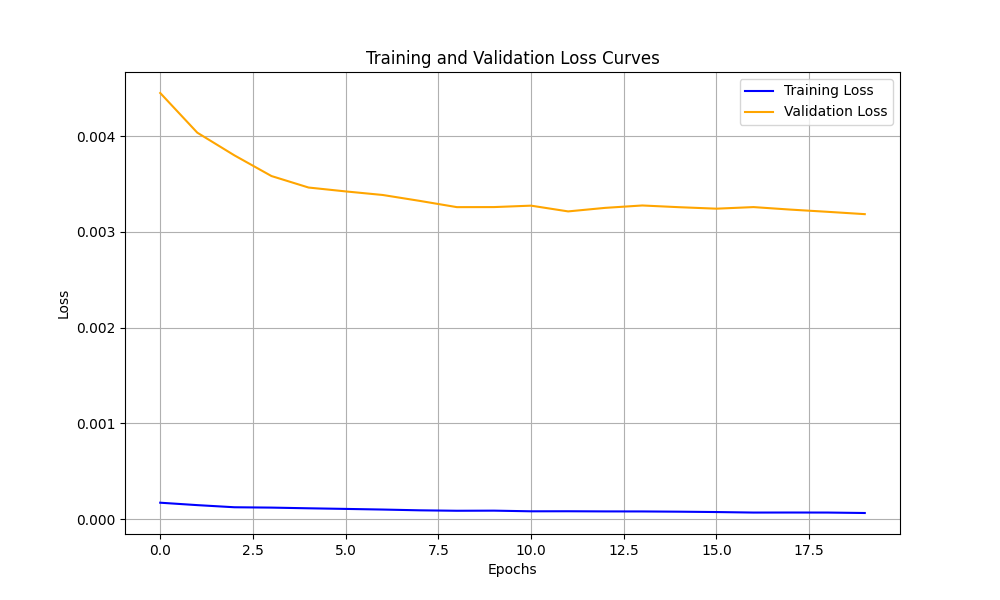 Training and Validation Loss Curves
Training Loss
Validation Loss
0.004
0.003
0.002
0.001
0.000
Loss
0.0 2.5 5.0 7.5 10.0 12.5 15.0 17.5
Epochs